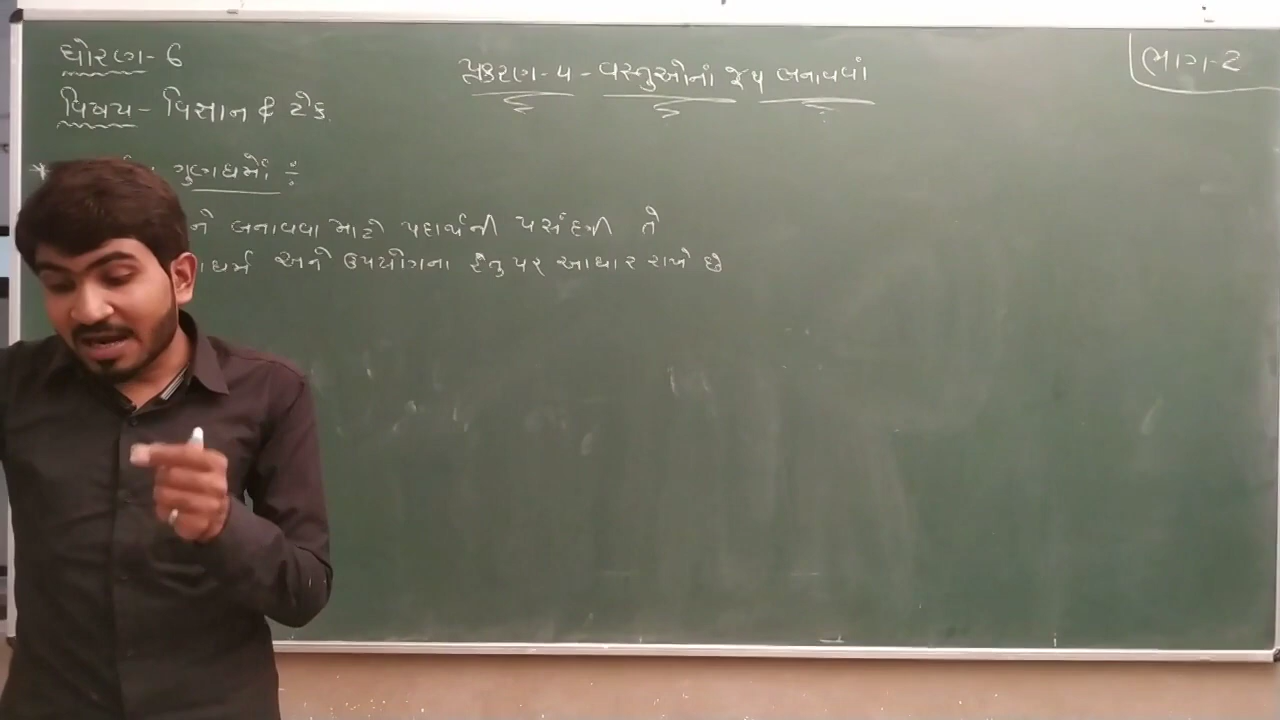 ધોરણ-6
પ્રકરણ-૫-વસ્તુઓનાં જૂથ બનાવવાં
ભાગ-2
વિષય-વિજ્ઞાન & ટેક.
* ગુણધર્મો :-
ને બનાવવા માટે પદાર્થની પસંદગી તે
ધર્મ અને ઉપયોગના હેતુ પર આધાર રાખે છે